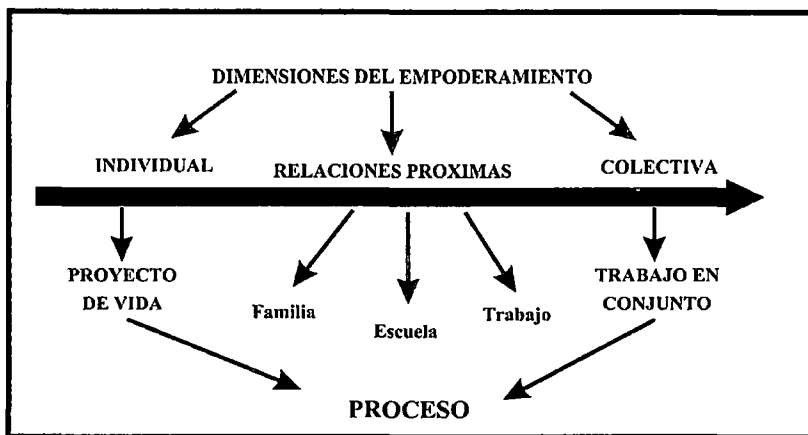 DIMENSIONES DEL EMPODERAMIENTO
INDIVIDUAL
RELACIONES PROXIMAS
COLECTIVA
PROYECTO
DE VIDA
Familia
Escuela
Trabajo
TRABAJO EN
CONJUNTO
PROCESO